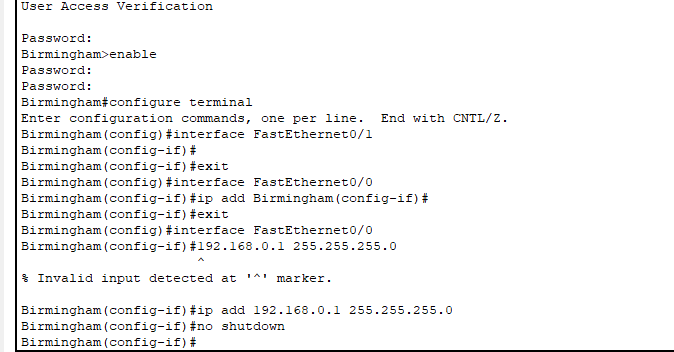 User Access Verification
Password:
Birmingham>enable
Password:
Password:
Birmingham#configure terminal
Enter configuration commands, one per line.  End with CNTL/Z.
Birmingham(config)#interface FastEthernet0/1
Birmingham(config-if)#
Birmingham(config-if)#exit
Birmingham(config)#interface FastEthernet0/0
Birmingham(config-if)#ip add Birmingham(config-if)#
Birmingham(config-if)#exit
Birmingham(config)#interface FastEthernet0/0
Birmingham(config-if)#192.168.0.1 255.255.255.0
                      ^
% Invalid input detected at '^' marker.
Birmingham(config-if)#ip add 192.168.0.1 255.255.255.0
Birmingham(config-if)#no shutdown
Birmingham(config-if)#